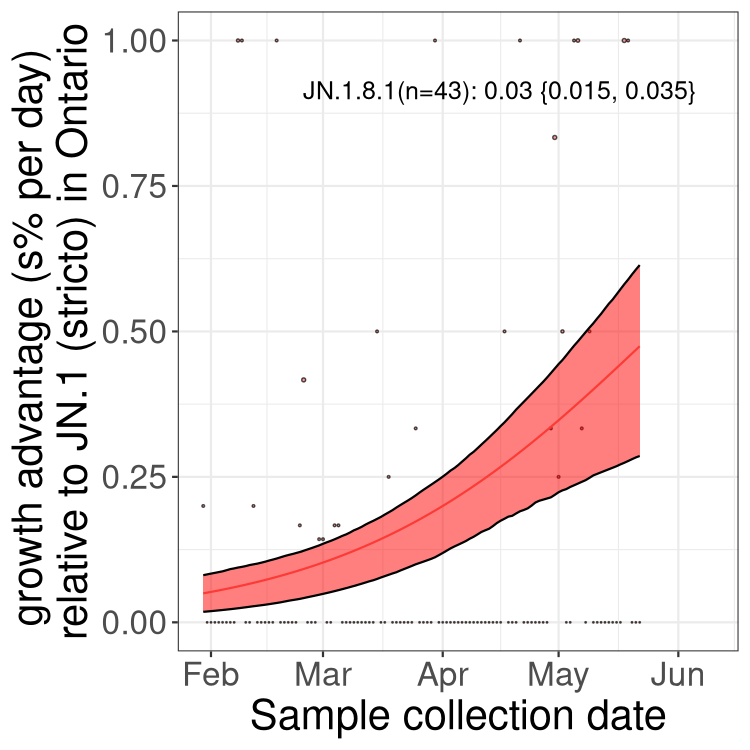 growth advantage (s% per day)
relative to JN.1 (stricto) in Ontario
1.00
0.75
0.50
0.25
0.00
JN.1.8.1(n=43): 0.03 {0.015, 0.035}
Feb Mar Apr May Jun
Sample collection date